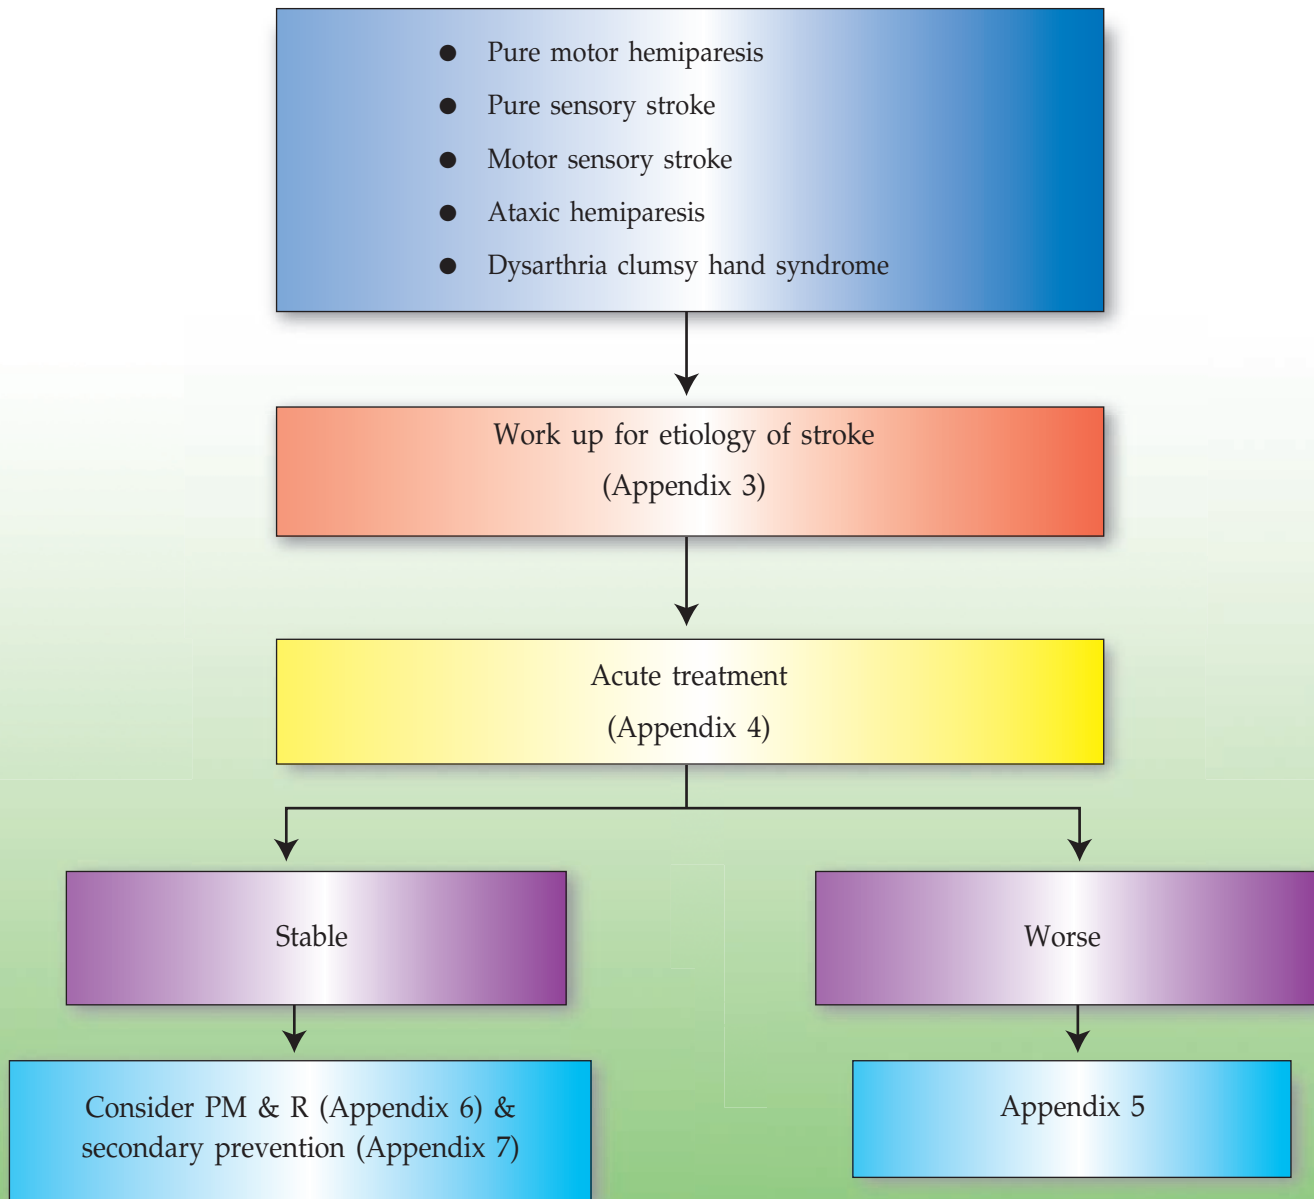 ● Pure motor hemiparesis
● Pure sensory stroke
● Motor sensory stroke
● Ataxic hemiparesis
● Dysarthria clumsy hand syndrome
Work up for etiology of stroke
(Appendix 3)
Acute treatment
(Appendix 4)
Stable
Worse
Consider PM & R (Appendix 6) &
secondary prevention (Appendix 7)
Appendix 5